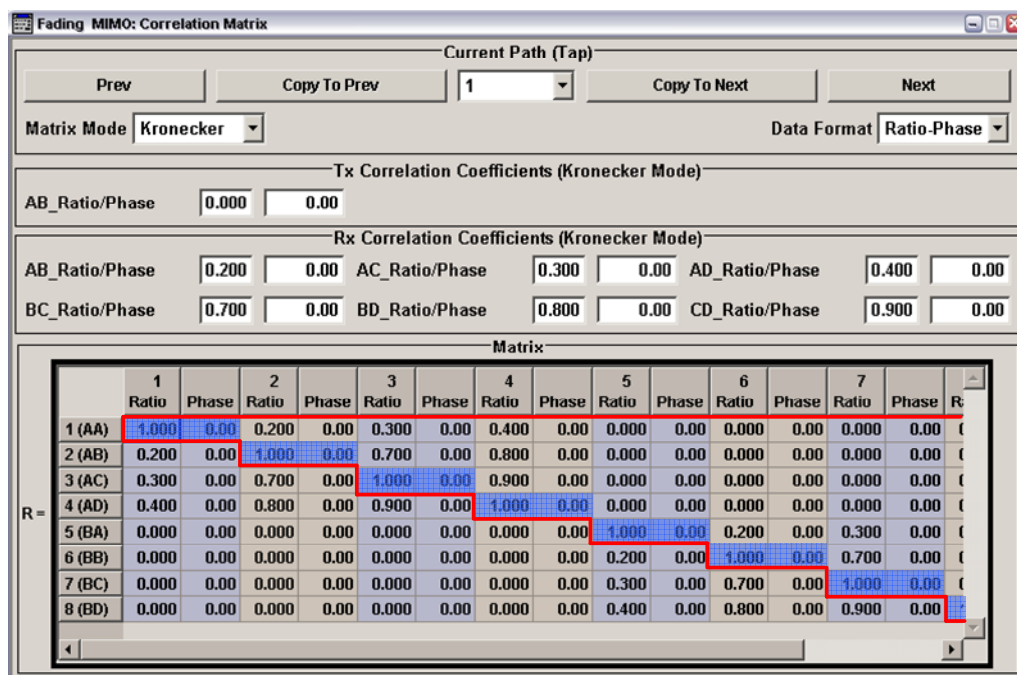 Fading MIMO: Correlation Matrix
Current Path (Tap)
Prev Copy To Prev 1 Copy To Next Next
Matrix Mode Kronecker Data Format Ratio-Phase
Tx Correlation Coefficients (Kronecker Mode)
AB_Ratio/Phase 0.000 0.00
Rx Correlation Coefficients (Kronecker Mode)
AB_Ratio/Phase 0.200 0.00 AC_Ratio/Phase 0.300 0.00 AD_Ratio/Phase 0.400 0.00
BC_Ratio/Phase 0.700 0.00 BD_Ratio/Phase 0.800 0.00 CD_Ratio/Phase 0.900 0.00
Matrix
1 2 3 4 5 6 7
Ratio Phase Ratio Phase Ratio Phase Ratio Phase Ratio Phase Ratio Phase Ratio Phase
1 (AA) 1.000 0.00 0.200 0.00 0.300 0.00 0.400 0.00 0.000 0.00 0.000 0.00 0.000 0.00
2 (AB) 0.200 0.00 1.000 0.00 0.700 0.00 0.800 0.00 0.000 0.00 0.000 0.00 0.000 0.00
3 (AC) 0.300 0.00 0.700 0.00 1.000 0.00 0.900 0.00 0.000 0.00 0.000 0.00 0.000 0.00
R = 4 (AD) 0.400 0.00 0.800 0.00 0.900 0.00 1.000 0.00 0.000 0.00 0.000 0.00 0.000 0.00
5 (BA) 0.000 0.00 0.000 0.00 0.000 0.00 0.000 0.00 1.000 0.00 0.200 0.00 0.300 0.00
6 (BB) 0.000 0.00 0.000 0.00 0.000 0.00 0.000 0.00 0.200 0.00 1.000 0.00 0.700 0.00
7 (BC) 0.000 0.00 0.000 0.00 0.000 0.00 0.000 0.00 0.300 0.00 0.700 0.00 1.000 0.00
8 (BD) 0.000 0.00 0.000 0.00 0.000 0.00 0.000 0.00 0.400 0.00 0.800 0.00 0.900 0.00